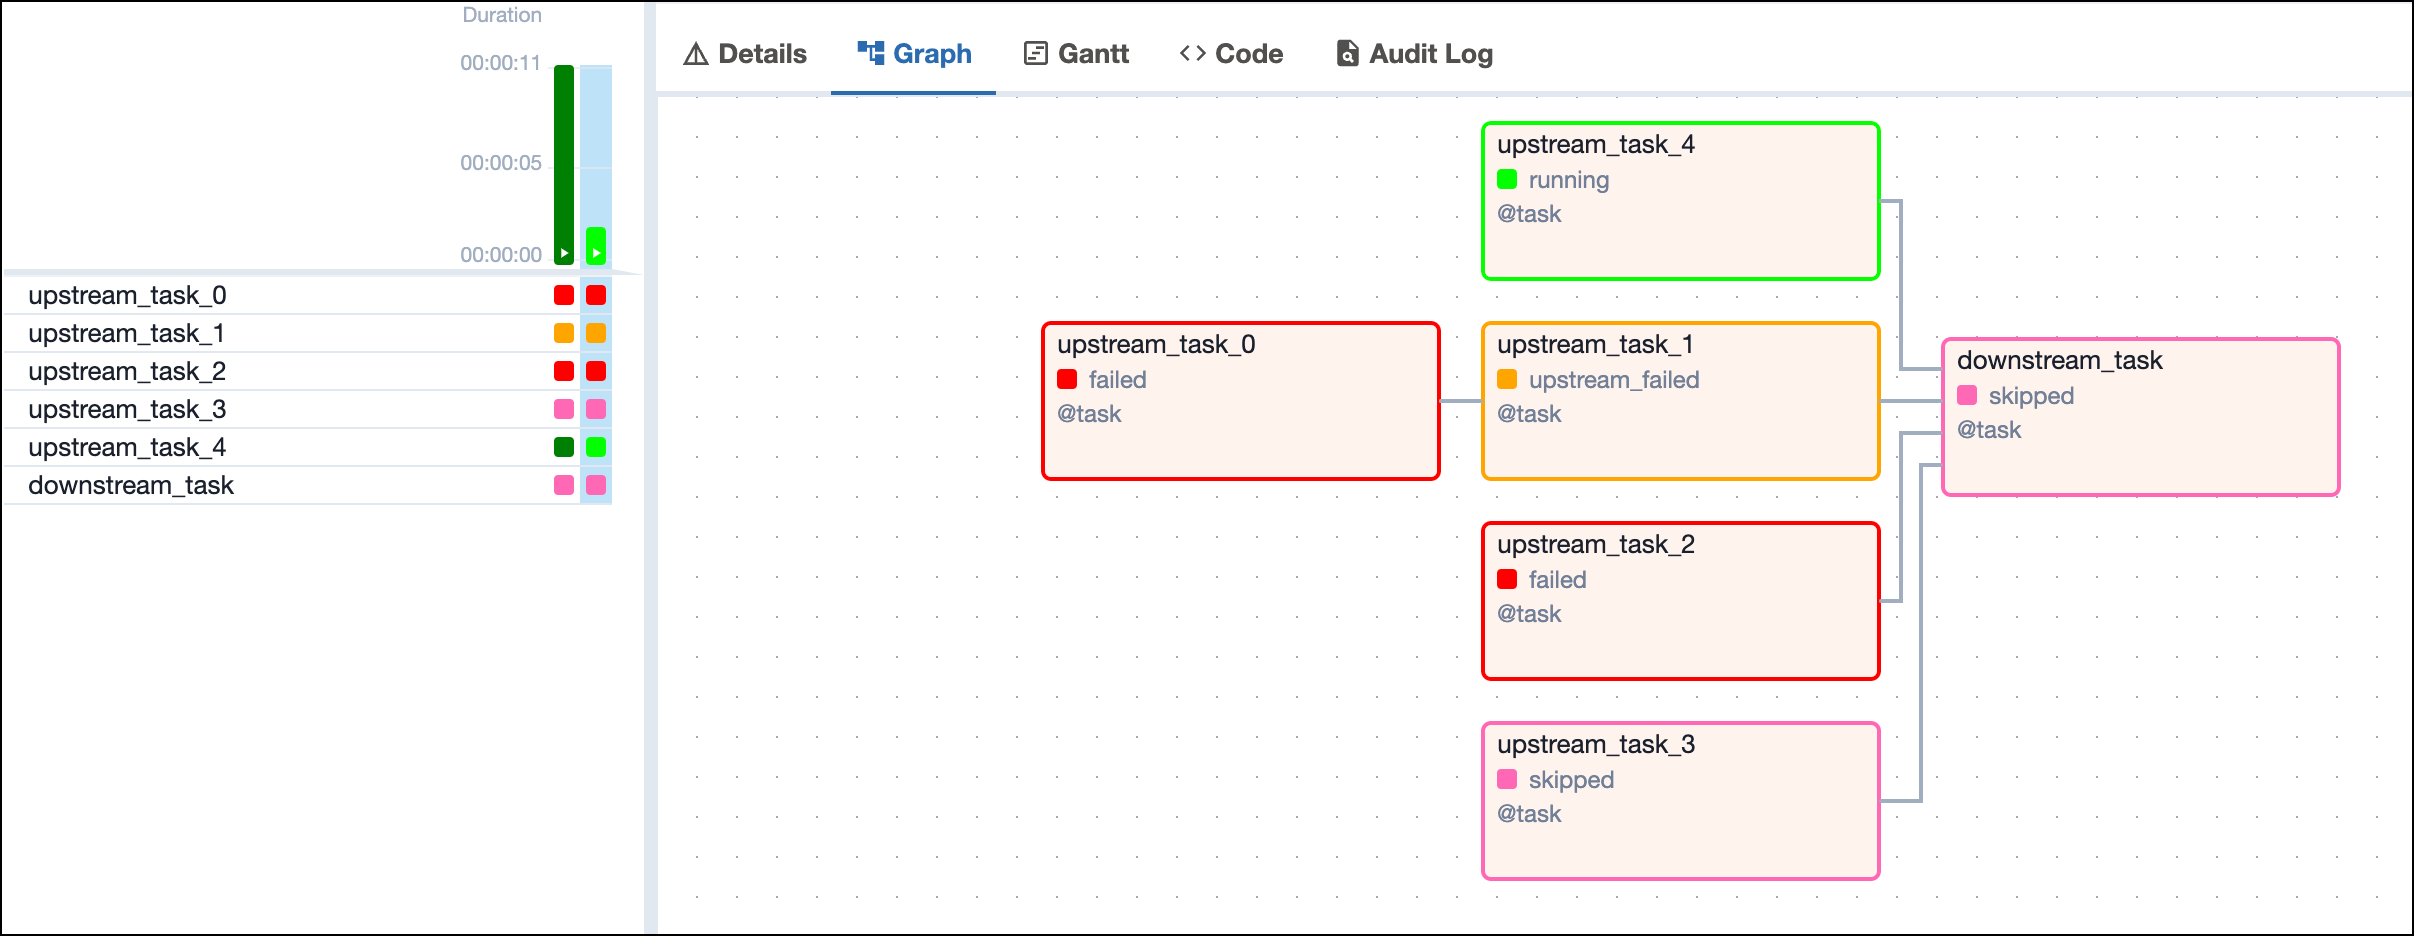 Duration
00:00:11
00:00:05
00:00:00
upstream_task_0
upstream_task_1
upstream_task_2
upstream_task_3
upstream_task_4
downstream_task
Details Graph Gantt Code Audit Log
upstream_task_4
running
@task
upstream_task_0
failed
@task
upstream_task_1
upstream_failed
@task
downstream_task
skipped
@task
upstream_task_2
failed
@task
upstream_task_3
skipped
@task